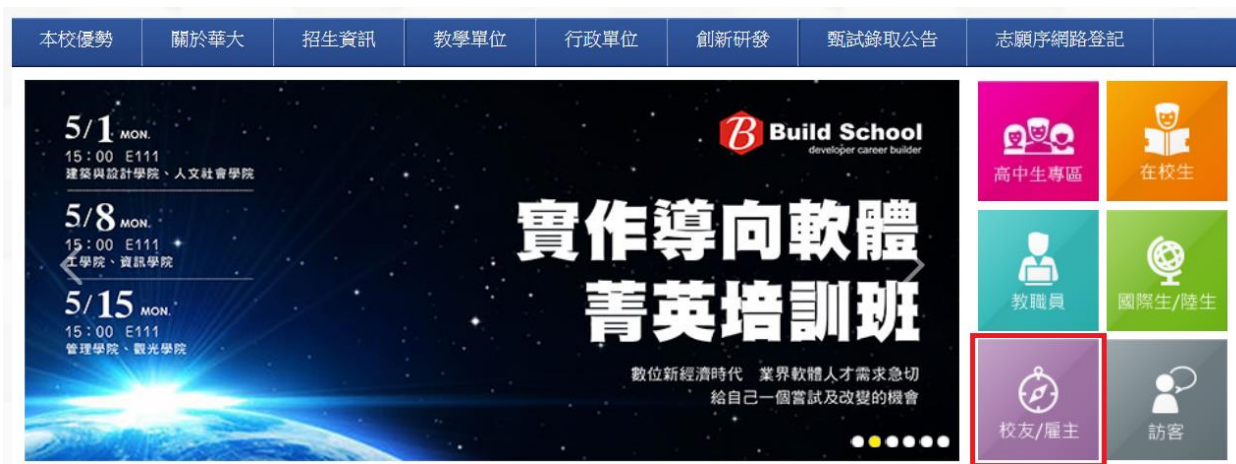 本校優勢 關於華大 招生資訊 教學單位 行政單位 創新研發 甄試錄取公告 志願序網路登記
5/1 MON.
15:00 E111
建築與設計學院、人文社會學院
5/8 MON.
15:00 E111
工學院、資訊學院
5/15 MON.
15:00 E111
管理學院、觀光學院
B Build School
developer career builder
實作導向軟體
菁英培訓班
數位新經濟時代 業界軟體人才需求急切
給自己一個嘗試及改變的機會
高中生專區 在校生
教職員 國際生/陸生
校友/雇主 訪客